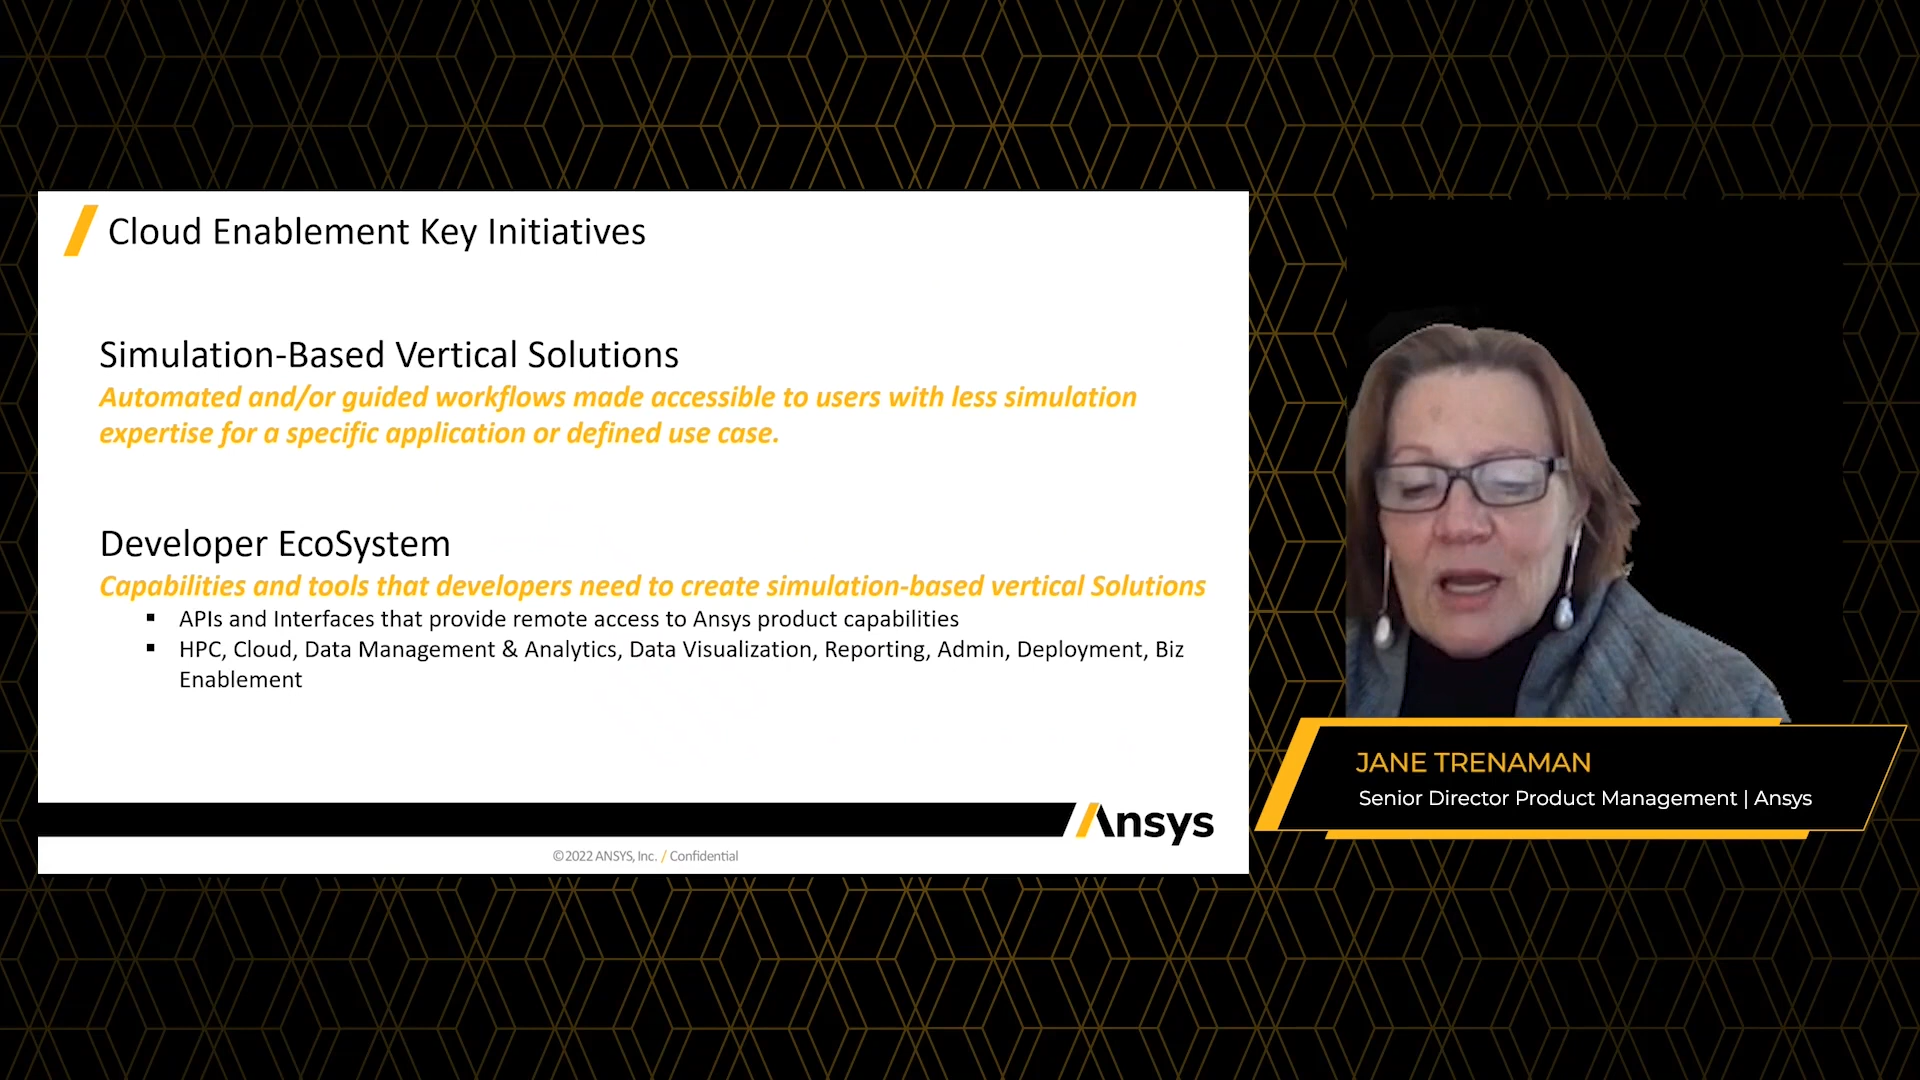 Cloud Enablement Key Initiatives
Simulation-Based Vertical Solutions
Automated and/or guided workflows made accessible to users with less simulation
expertise for a specific application or defined use case.
Developer EcoSystem
Capabilities and tools that developers need to create simulation-based vertical Solutions
▪ APIs and Interfaces that provide remote access to Ansys product capabilities
▪ HPC, Cloud, Data Management & Analytics, Data Visualization, Reporting, Admin, Deployment, Biz
Enablement
Ansys
©2022 ANSYS, Inc. / Confidential
JANE TRENAMAN
Senior Director Product Management | Ansys